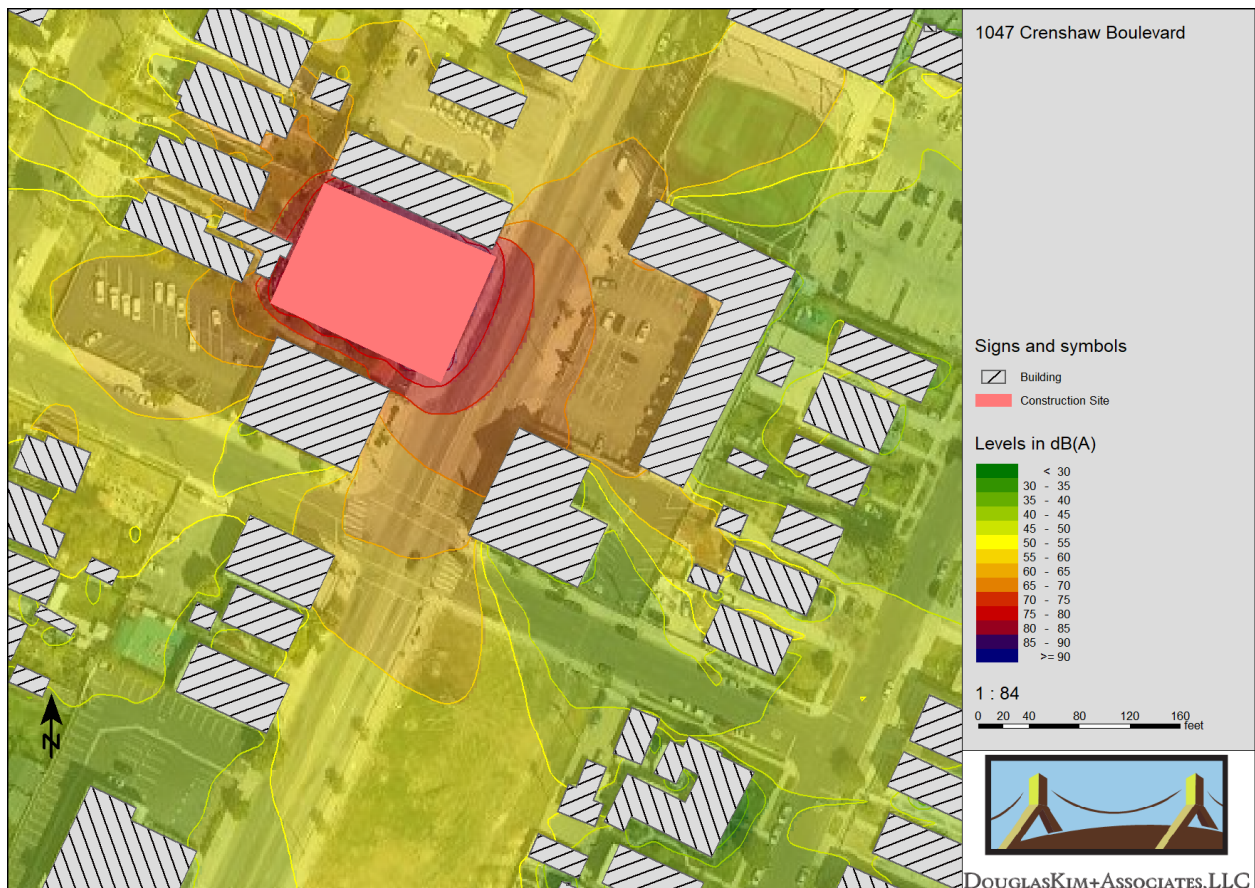 1047 Crenshaw Boulevard
Signs and symbols
Building
Construction Site
Levels in dB(A)
< 30
30 - 35
35 - 40
40 - 45
45 - 50
50 - 55
55 - 60
60 - 65
65 - 70
70 - 75
75 - 80
80 - 85
85 - 90
>= 90
1 : 84
0 20 40 80 120 160
feet
N
DOUGLASKIM+ASSOCIATES, LLC